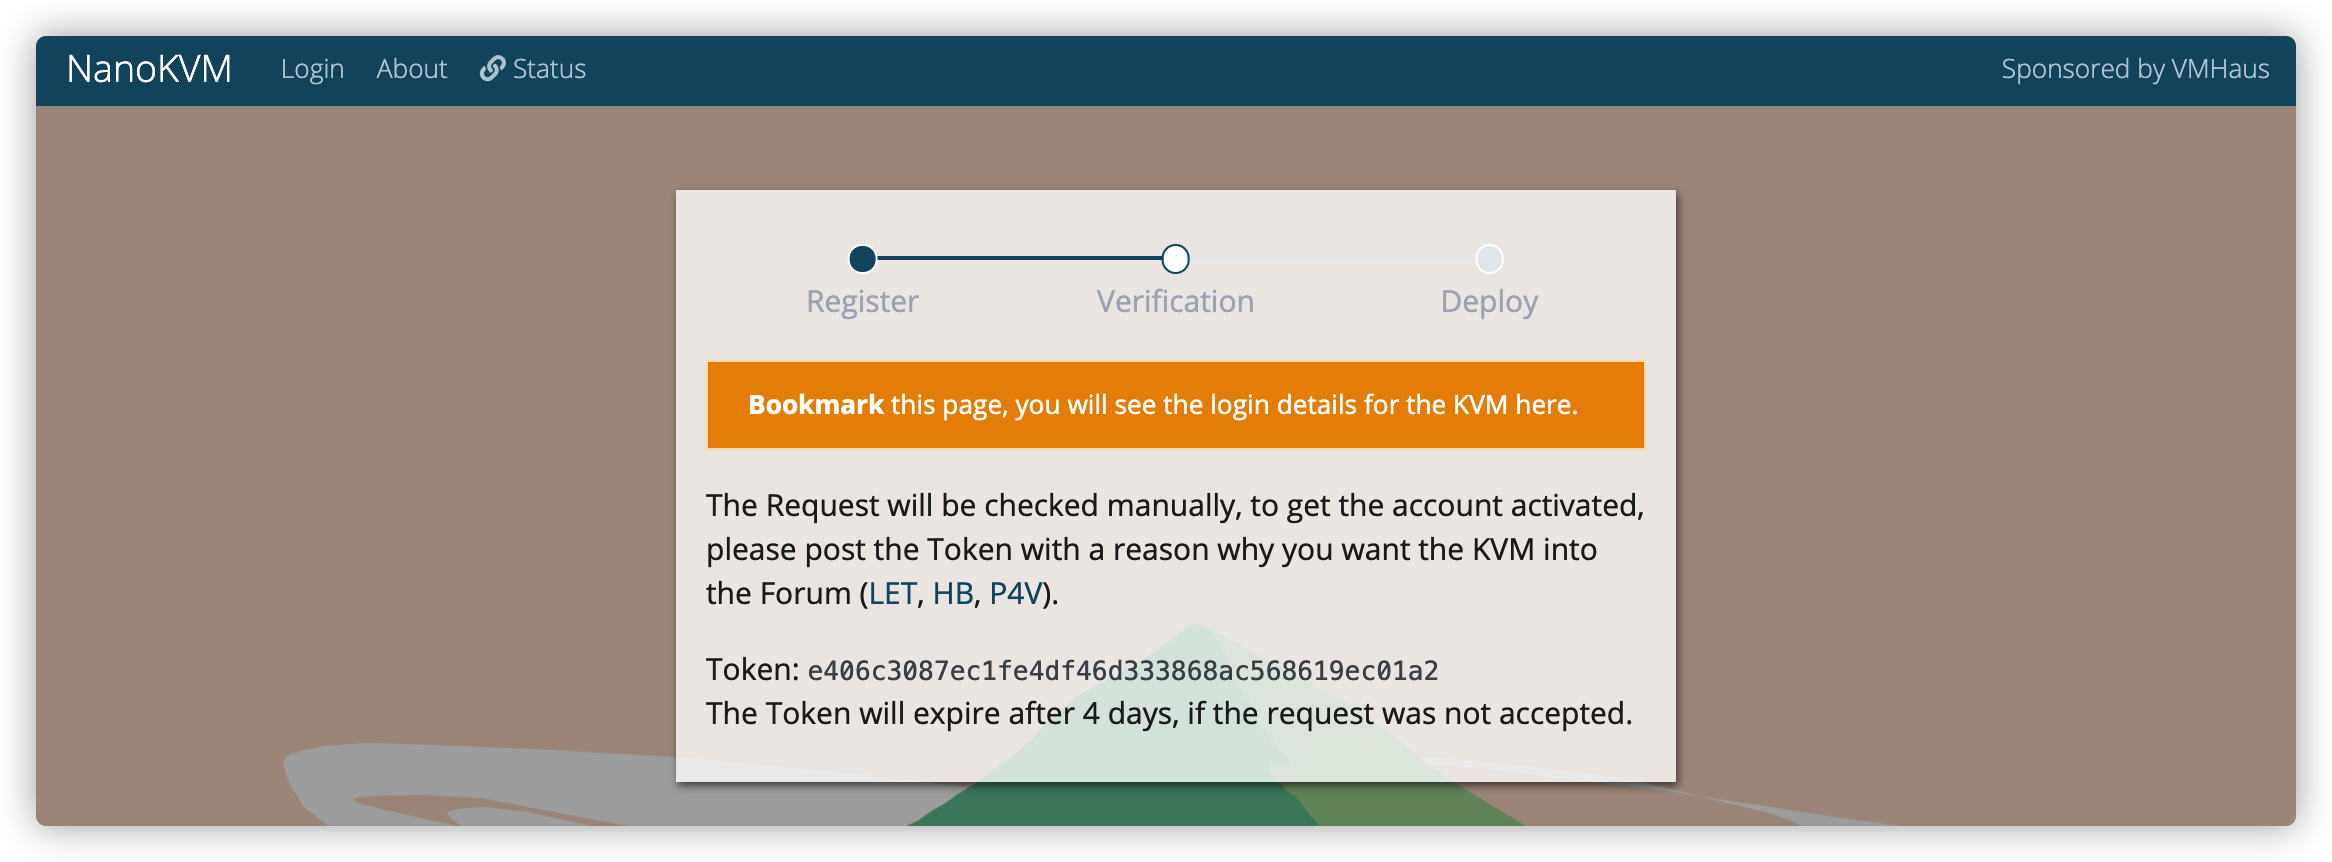 NanoKVM Login About Status Sponsored by VMHaus
Register Verification Deploy
Bookmark this page, you will see the login details for the KVM here.
The Request will be checked manually, to get the account activated,
please post the Token with a reason why you want the KVM into
the Forum (LET, HB, P4V).
Token: e406c3087ec1fe4df46d333868ac568619ec01a2
The Token will expire after 4 days, if the request was not accepted.